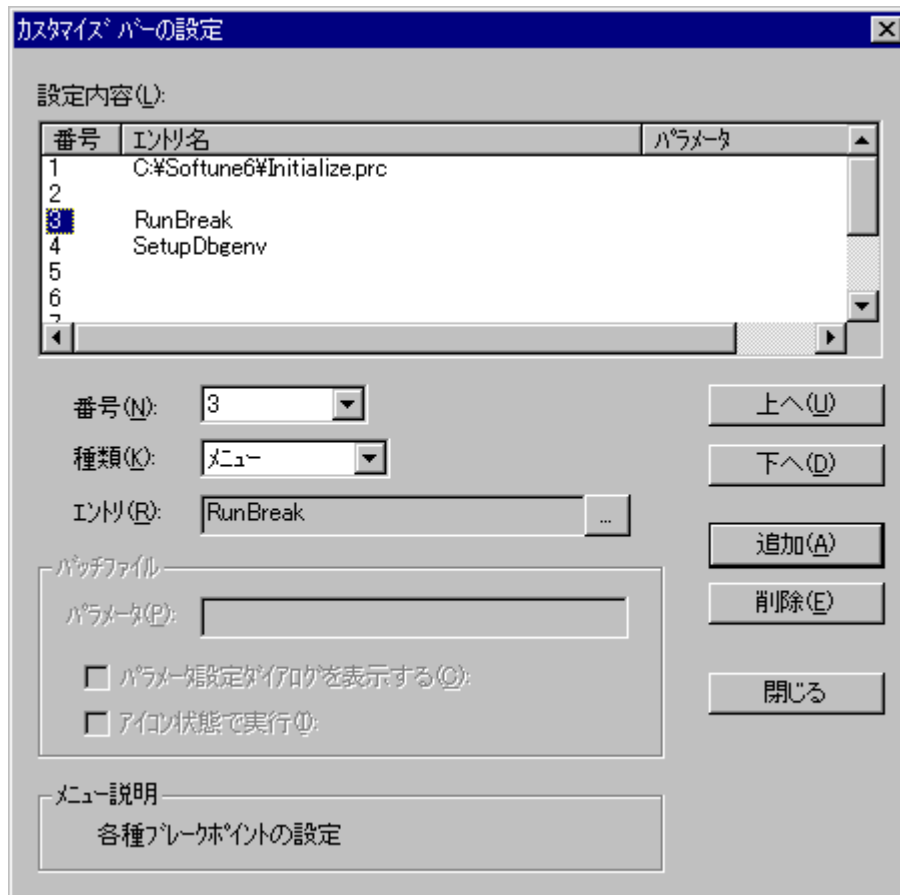 カスタマイズ バーの設定
設定内容(L):
番号 エントリ名 パラメータ
1 C:¥Softune6¥Initialize.prc
2
3 RunBreak
4 SetupDbgenv
5
6
7
番号(N): 3 上へ(U)
種類(K): メニュー 下へ(D)
エントリ(R): RunBreak ...
追加(A)
バッチファイル
パラメータ(P): 削除(E)
パラメータ設定ダイアログを表示する(C):
閉じる
アイコン状態で実行(I):
メニュー説明
各種ブレークポイントの設定